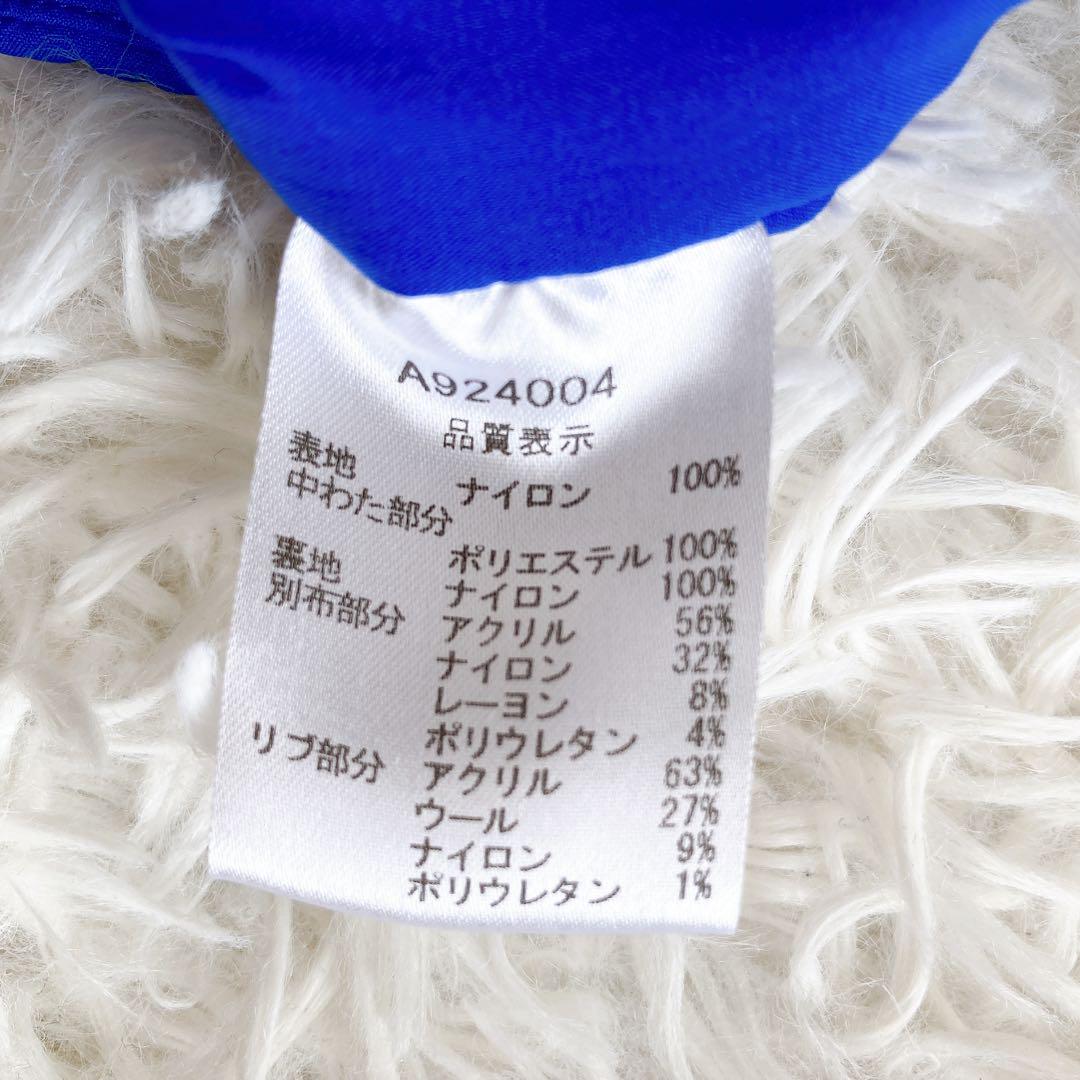 A924004
品質表示
表地 ナイロン 100%
中わた部分
ポリエステル 100%
裏地 ナイロン 100%
別布部分 アクリル 56%
ナイロン 32%
レーヨン 8%
ポリウレタン 4%
リブ部分 アクリル 63%
ウール 27%
ナイロン 9%
ポリウレタン 1%